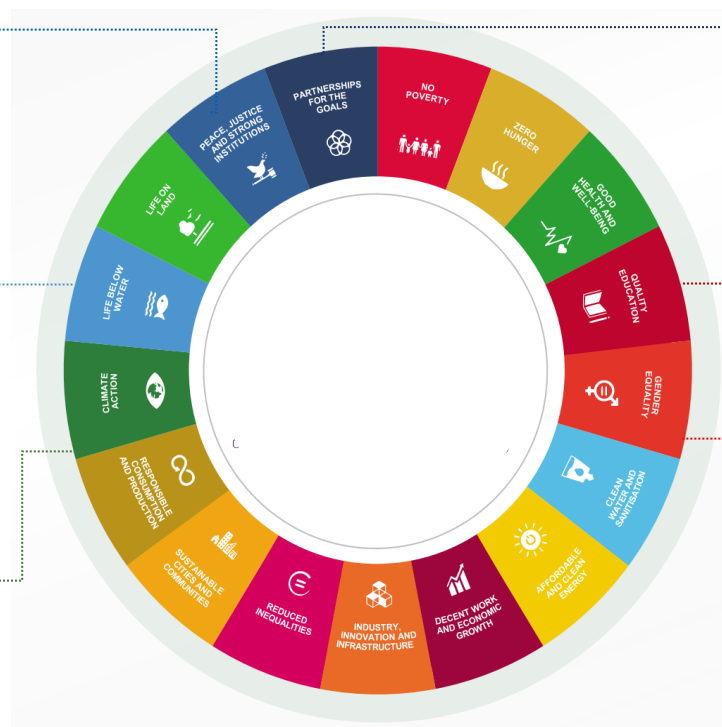 NO
POVERTY
ZERO
HUNGER
GOOD
HEALTH AND
WELL-BEING
QUALITY
EDUCATION
GENDER
EQUALITY
CLEAN
WATER AND
SANITISATION
AFFORDABLE
AND CLEAN
ENERGY
DECENT WORK
AND ECONOMIC
GROWTH
INDUSTRY,
INNOVATION AND
INFRASTRUCTURE
REDUCED
INEQUALITIES
SUSTAINABLE
CITIES AND
COMMUNITIES
RESPONSIBLE
CONSUMPTION
AND PRODUCTION
CLIMATE
ACTION
LIFE BELOW
WATER
LIFE ON
LAND
PEACE, JUSTICE
AND STRONG
INSTITUTIONS
PARTNERSHIPS
FOR THE
GOALS